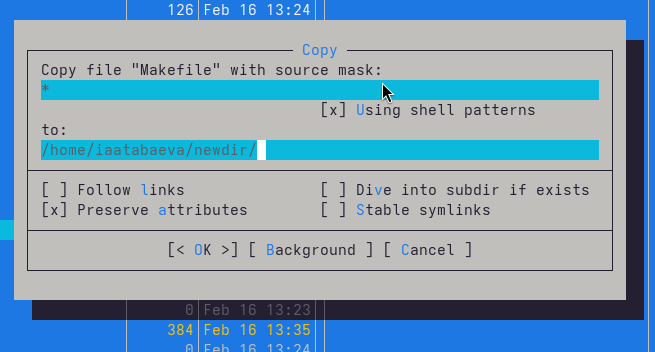 126 Feb 16 13:24
Copy
Copy file "Makefile" with source mask:
*
[x] Using shell patterns
to:
/home/iaatabaeva/newdir/
[ ] Follow links [ ] Dive into subdir if exists
[x] Preserve attributes [ ] Stable symlinks
[< OK >] [ Background ] [ Cancel ]
0 Feb 16 13:23
384 Feb 16 13:35
0 Feb 16 13:24